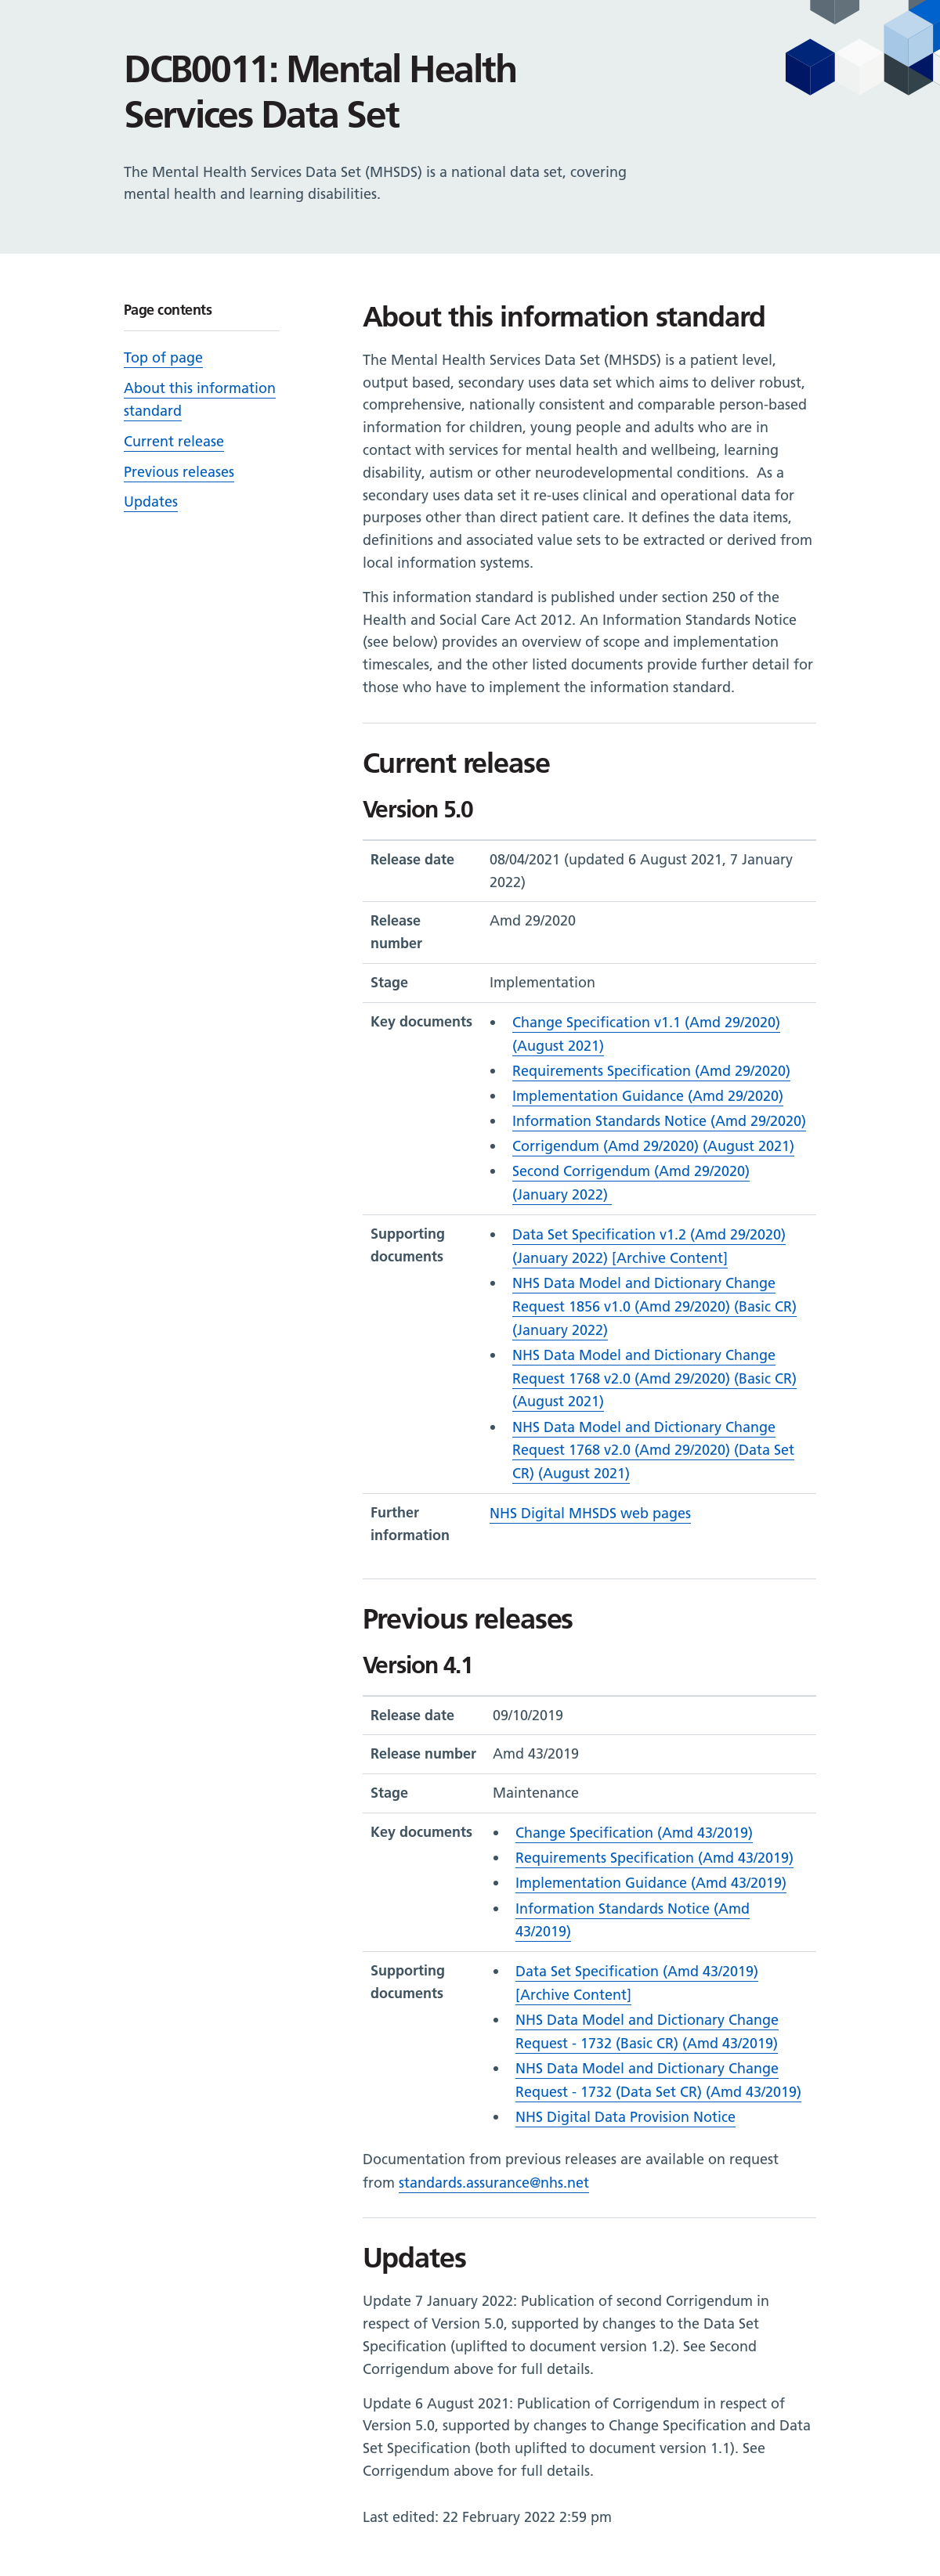 DCB0011: Mental Health
Services Data Set
The Mental Health Services Data Set (MHSDS) is a national data set, covering
mental health and learning disabilities.
Page contents
Top of page
About this information
standard
Current release
Previous releases
Updates
About this information standard
The Mental Health Services Data Set (MHSDS) is a patient level,
output based, secondary uses data set which aims to deliver robust,
comprehensive, nationally consistent and comparable person-based
information for children, young people and adults who are in
contact with services for mental health and wellbeing, learning
disability, autism or other neurodevelopmental conditions.  As a
secondary uses data set it re-uses clinical and operational data for
purposes other than direct patient care. It defines the data items,
definitions and associated value sets to be extracted or derived from
local information systems.
This information standard is published under section 250 of the
Health and Social Care Act 2012. An Information Standards Notice
(see below) provides an overview of scope and implementation
timescales, and the other listed documents provide further detail for
those who have to implement the information standard.
Current release
Version 5.0
Release date 08/04/2021 (updated 6 August 2021, 7 January
2022)
Release Amd 29/2020
number
Stage Implementation
Key documents • Change Specification v1.1 (Amd 29/2020)
(August 2021)
• Requirements Specification (Amd 29/2020)
• Implementation Guidance (Amd 29/2020)
• Information Standards Notice (Amd 29/2020)
• Corrigendum (Amd 29/2020) (August 2021)
• Second Corrigendum (Amd 29/2020)
(January 2022)
Supporting • Data Set Specification v1.2 (Amd 29/2020)
documents (January 2022) [Archive Content]
• NHS Data Model and Dictionary Change
Request 1856 v1.0 (Amd 29/2020) (Basic CR)
(January 2022)
• NHS Data Model and Dictionary Change
Request 1768 v2.0 (Amd 29/2020) (Basic CR)
(August 2021)
• NHS Data Model and Dictionary Change
Request 1768 v2.0 (Amd 29/2020) (Data Set
CR) (August 2021)
Further NHS Digital MHSDS web pages
information
Previous releases
Version 4.1
Release date 09/10/2019
Release number Amd 43/2019
Stage Maintenance
Key documents • Change Specification (Amd 43/2019)
• Requirements Specification (Amd 43/2019)
• Implementation Guidance (Amd 43/2019)
• Information Standards Notice (Amd
43/2019)
Supporting • Data Set Specification (Amd 43/2019)
documents [Archive Content]
• NHS Data Model and Dictionary Change
Request - 1732 (Basic CR) (Amd 43/2019)
• NHS Data Model and Dictionary Change
Request - 1732 (Data Set CR) (Amd 43/2019)
• NHS Digital Data Provision Notice
Documentation from previous releases are available on request
from standards.assurance@nhs.net
Updates
Update 7 January 2022: Publication of second Corrigendum in
respect of Version 5.0, supported by changes to the Data Set
Specification (uplifted to document version 1.2). See Second
Corrigendum above for full details.
Update 6 August 2021: Publication of Corrigendum in respect of
Version 5.0, supported by changes to Change Specification and Data
Set Specification (both uplifted to document version 1.1). See
Corrigendum above for full details.
Last edited: 22 February 2022 2:59 pm